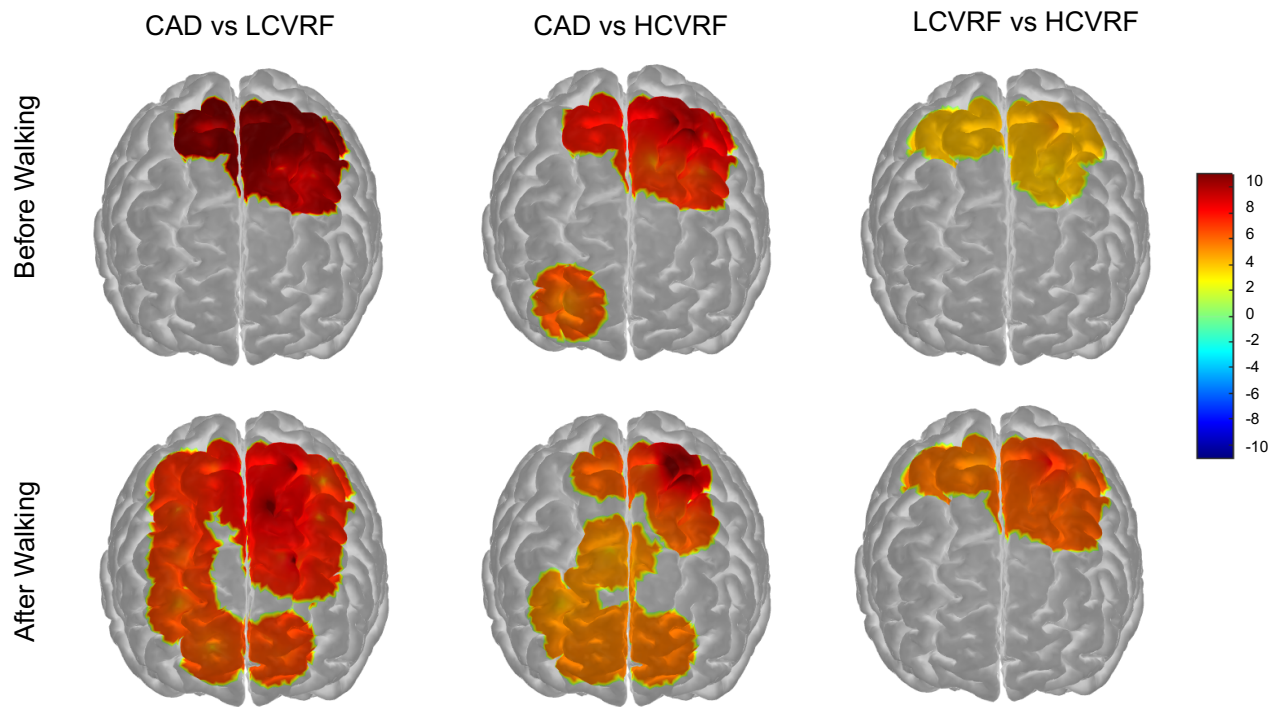 CAD vs LCVRF
CAD vs HCVRF
LCVRF vs HCVRF
Before Walking
After Walking
10
8
6
4
2
0
-2
-4
-6
-8
-10